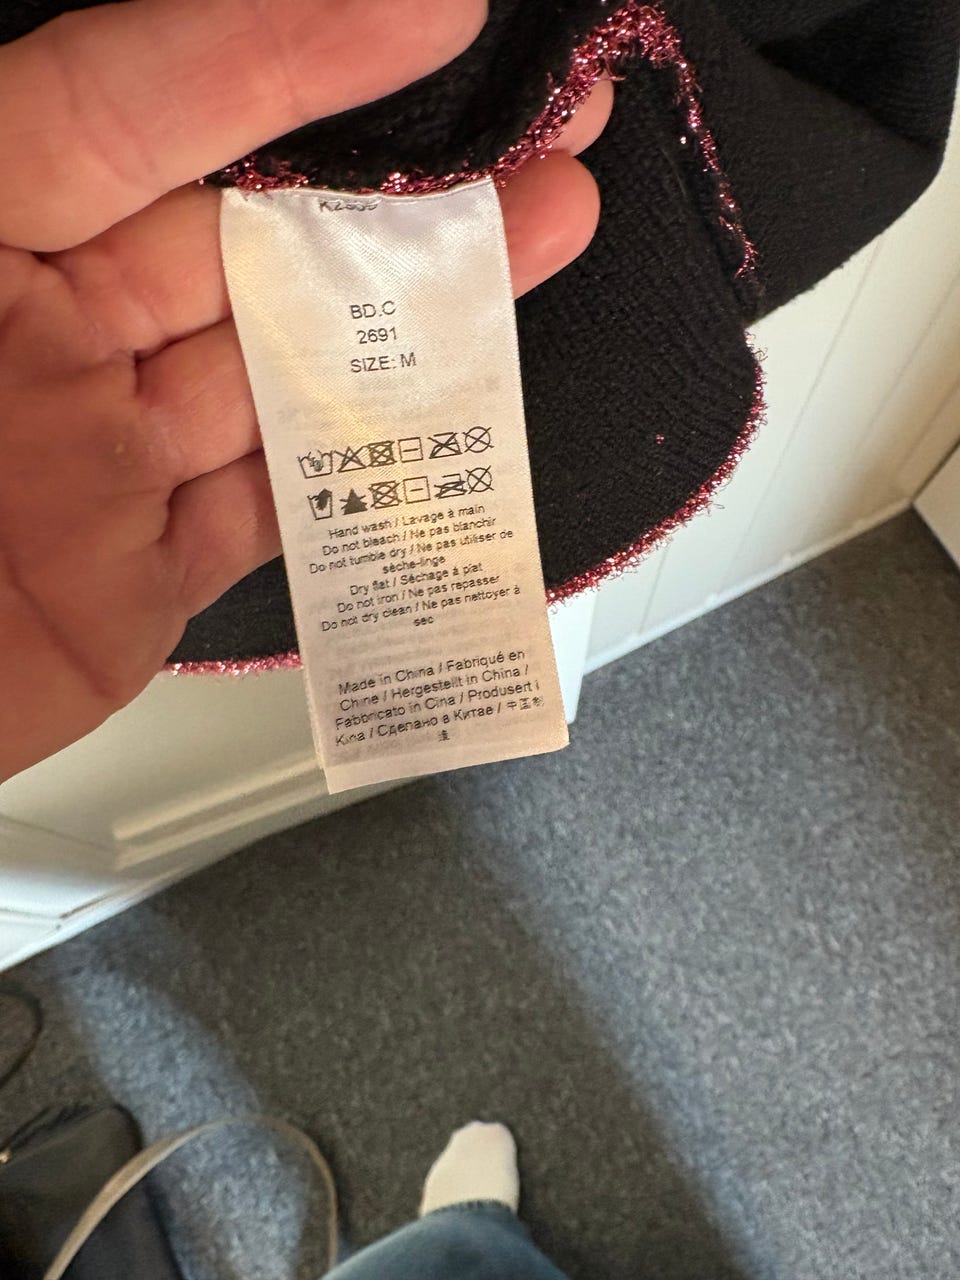 BD.C
2691
SIZE: M
Hand wash / Lavage à main
Do not bleach / Ne pas blanchir
Do not tumble dry / Ne pas utiliser de
sèche-linge
Dry flat / Séchage à plat
Do not iron / Ne pas repasser
Do not dry clean / Ne pas nettoyer à
sec
Made in China / Fabriqué en
Chine / Hergestellt in China /
Fabbricato in Cina / Produsert i
Kina / Сделано в Китае / 中国制
造